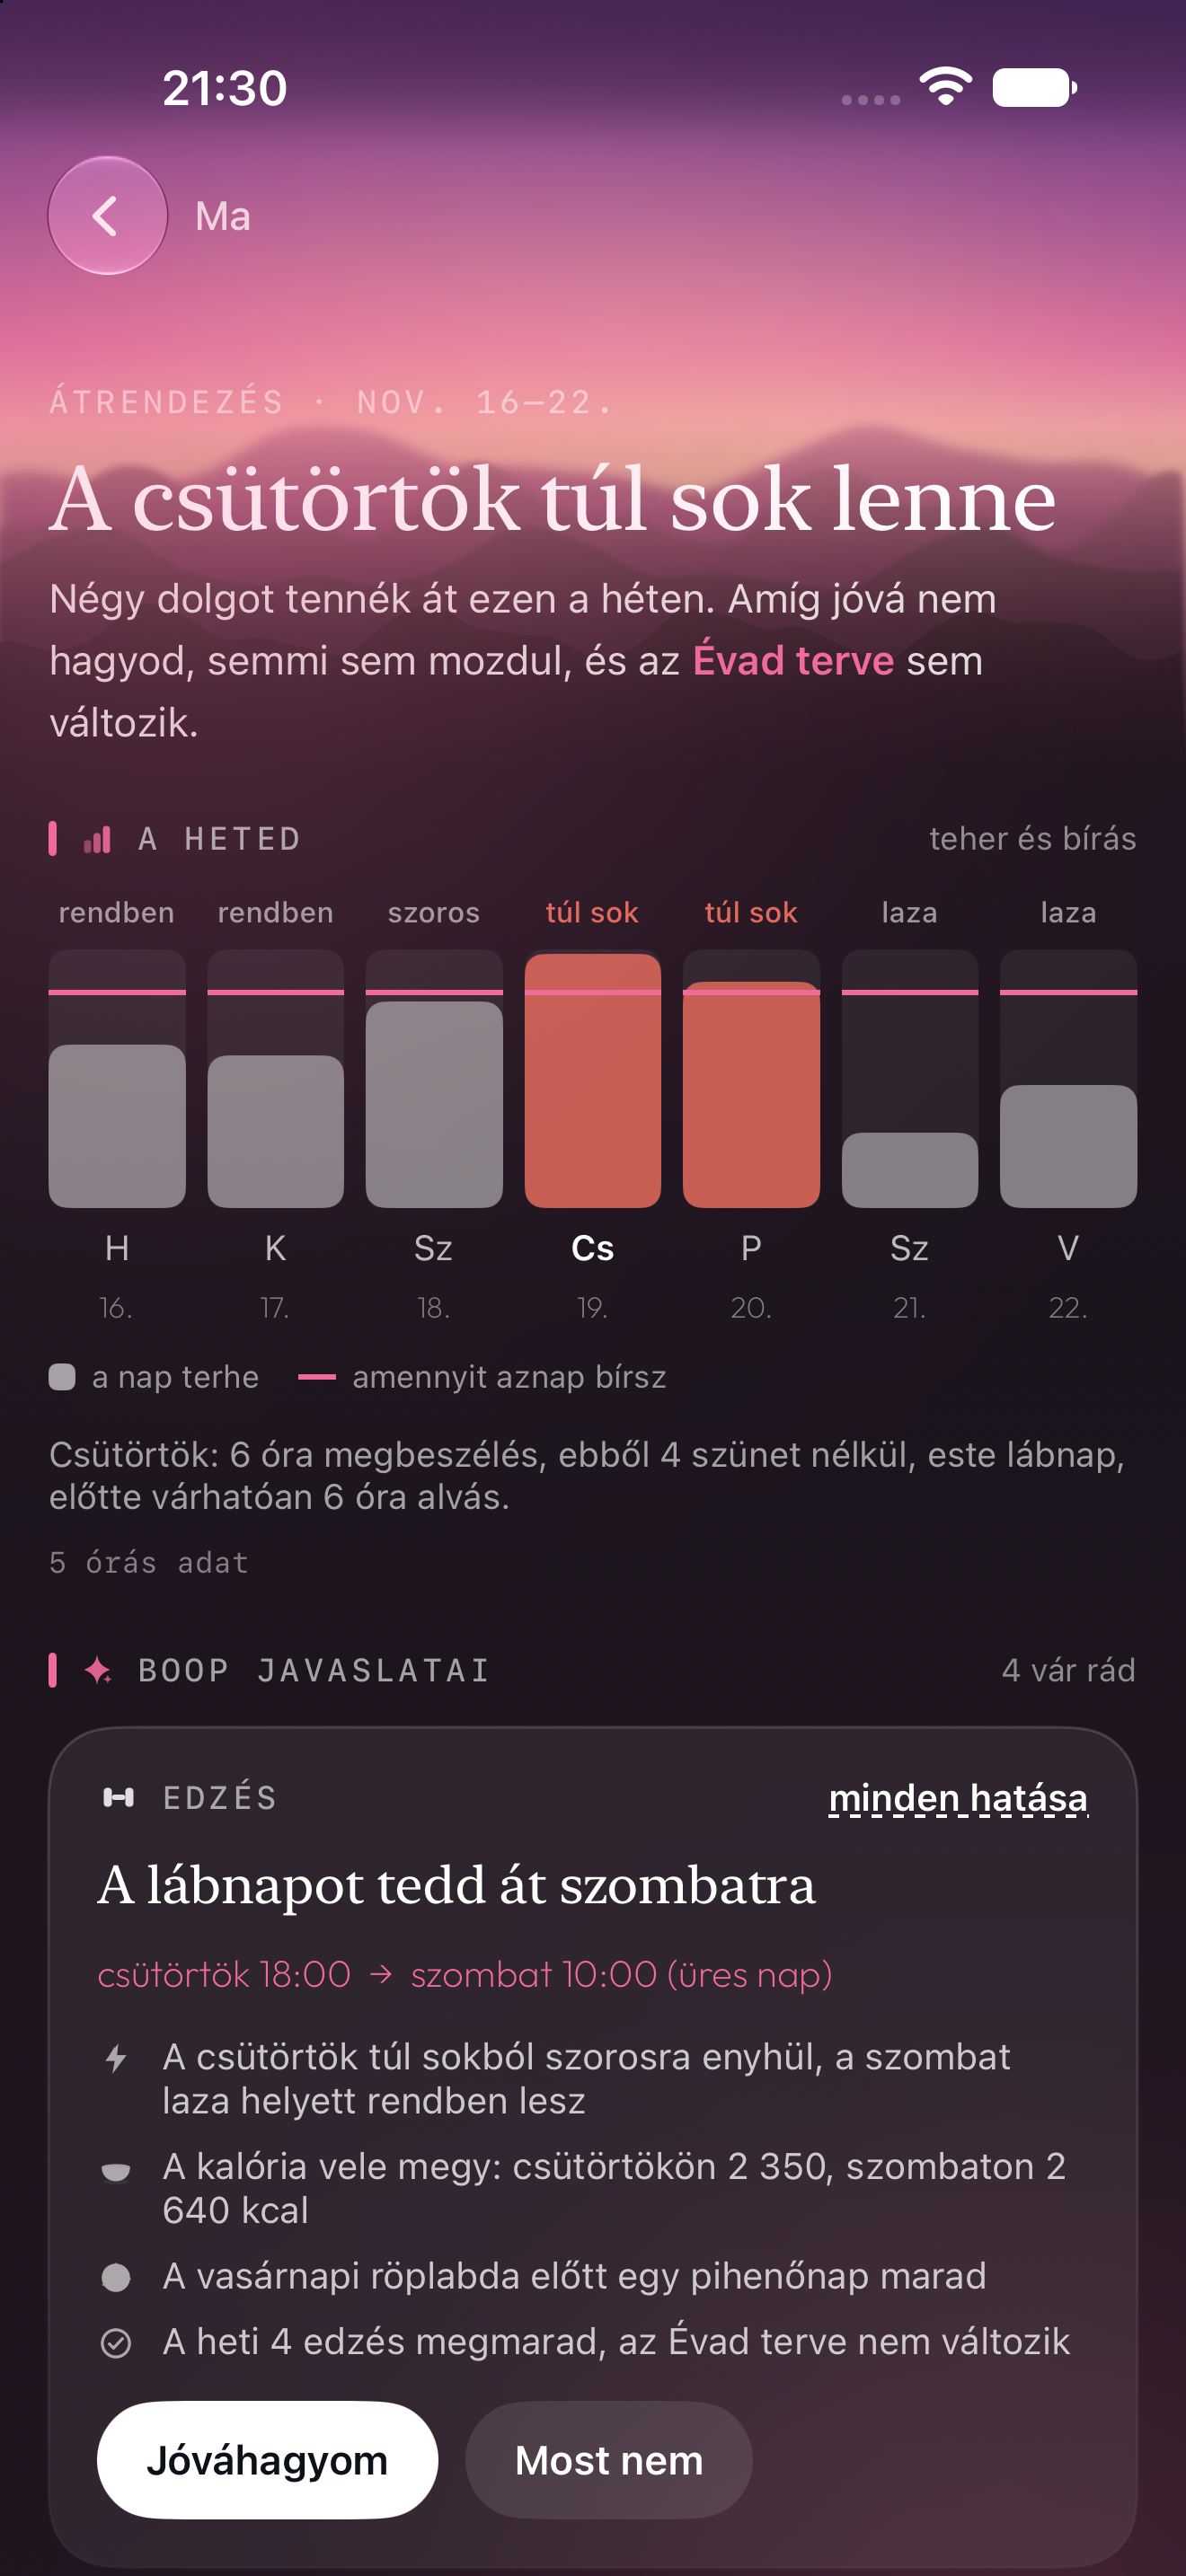 21:30
Ma
ÁTRENDEZÉS · NOV. 16–22.
A csütörtök túl sok lenne
Négy dolgot tennék át ezen a héten. Amíg jóvá nem
hagyod, semmi sem mozdul, és az Évad terve sem
változik.
A HETED
teher és bírás
rendben rendben szoros túl sok túl sok laza laza
H K Sz Cs P Sz V
16. 17. 18. 19. 20. 21. 22.
a nap terhe amennyit aznap bírsz
Csütörtök: 6 óra megbeszélés, ebből 4 szünet nélkül, este lábnap,
előtte várhatóan 6 óra alvás.
5 órás adat
BOOP JAVASLATAI
4 vár rád
EDZÉS
minden hatása
A lábnapot tedd át szombatra
csütörtök 18:00 → szombat 10:00 (üres nap)
A csütörtök túl sokból szorosra enyhül, a szombat
laza helyett rendben lesz
A kalória vele megy: csütörtökön 2 350, szombaton 2
640 kcal
A vasárnapi röplabda előtt egy pihenőnap marad
A heti 4 edzés megmarad, az Évad terve nem változik
Jóváhagyom
Most nem